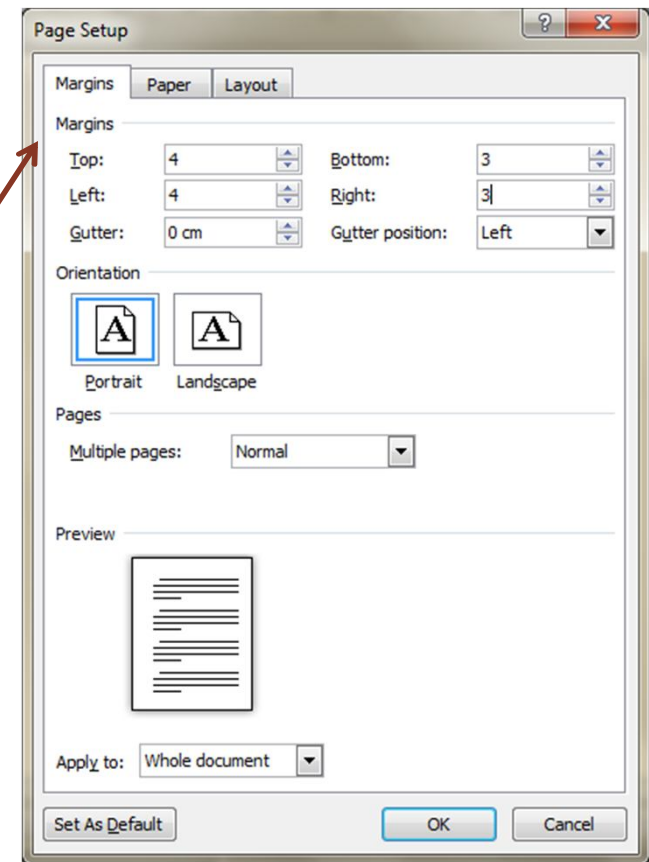 Page Setup
Margins Paper Layout
Margins
Top: 4 Bottom: 3
Left: 4 Right: 3
Gutter: 0 cm Gutter position: Left
Orientation
A A
Portrait Landscape
Pages
Multiple pages: Normal
Preview
Apply to: Whole document
Set As Default OK Cancel